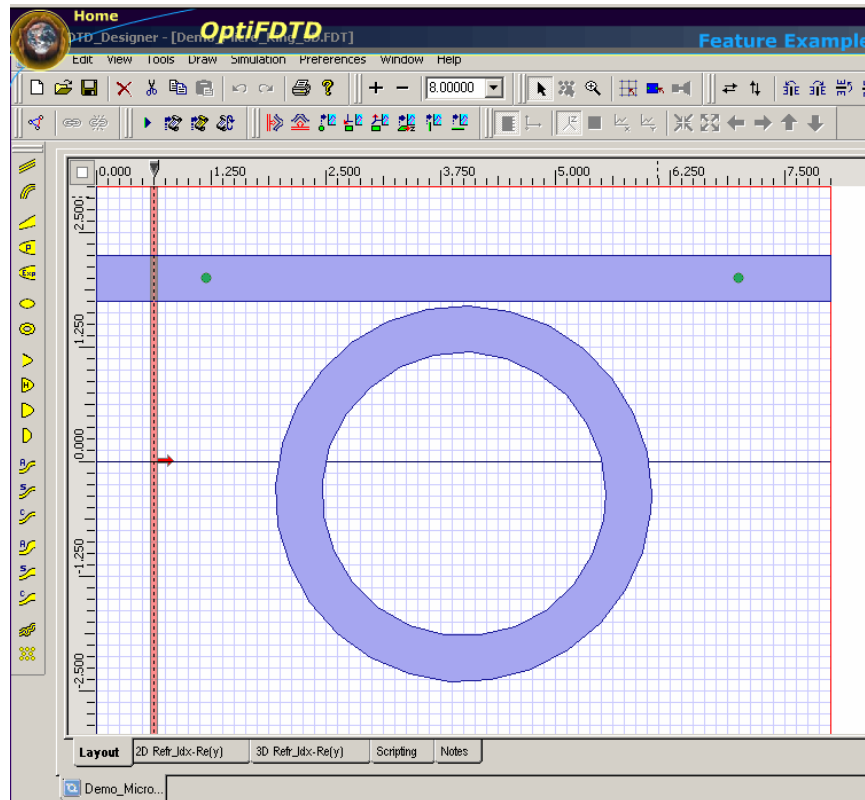 Home
OptiFDTD
DTD_Designer - [Demo_Micro_Ring_3D.FDT]
Feature Example
Edit View Tools Draw Simulation Preferences Window Help
8.00000
0.000 1.250 2.500 3.750 5.000 6.250 7.500
2.500
1.250
0.000
-1.250
-2.500
Layout 2D Refr_Idx-Re(y) 3D Refr_Idx-Re(y) Scripting Notes
Demo_Micro...